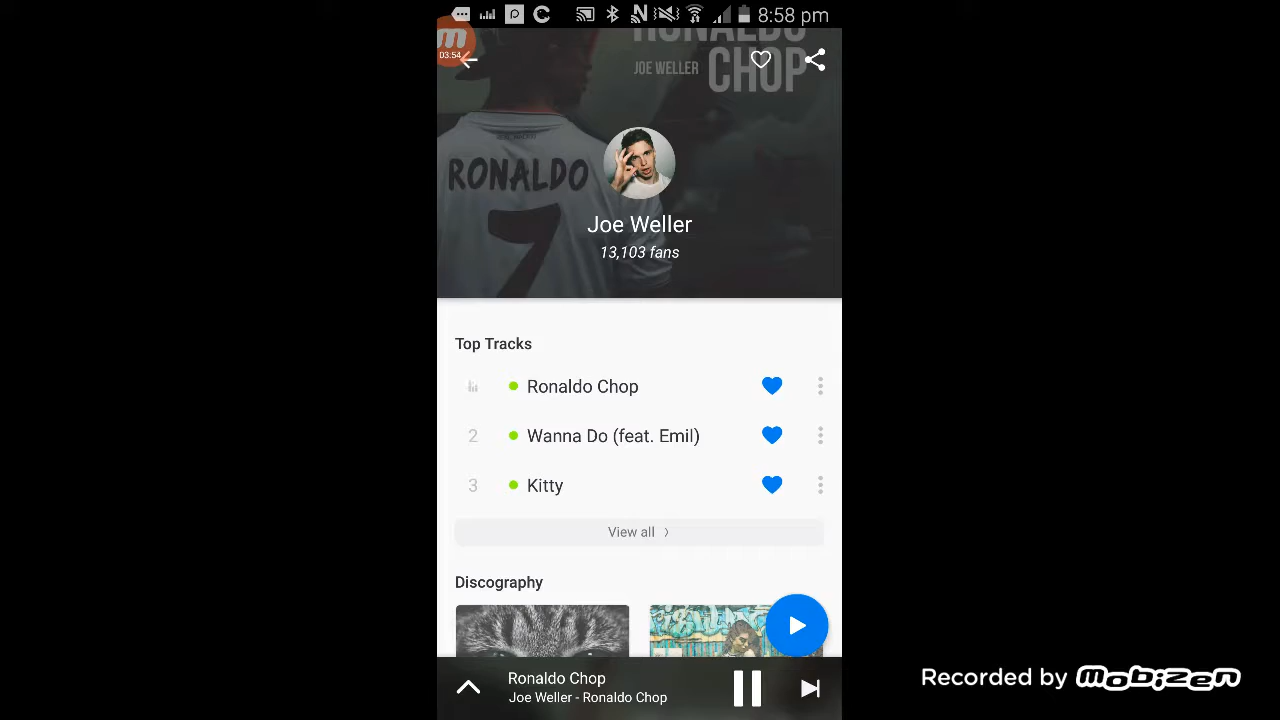 8:58 pm
03:54
RONALDO
CHOP
JOE WELLER
RONALDO
7
Joe Weller
13,103 fans
Top Tracks
Ronaldo Chop
2 Wanna Do (feat. Emil)
3 Kitty
View all
Discography
Ronaldo Chop
Joe Weller - Ronaldo Chop
Recorded by MOBIZEN